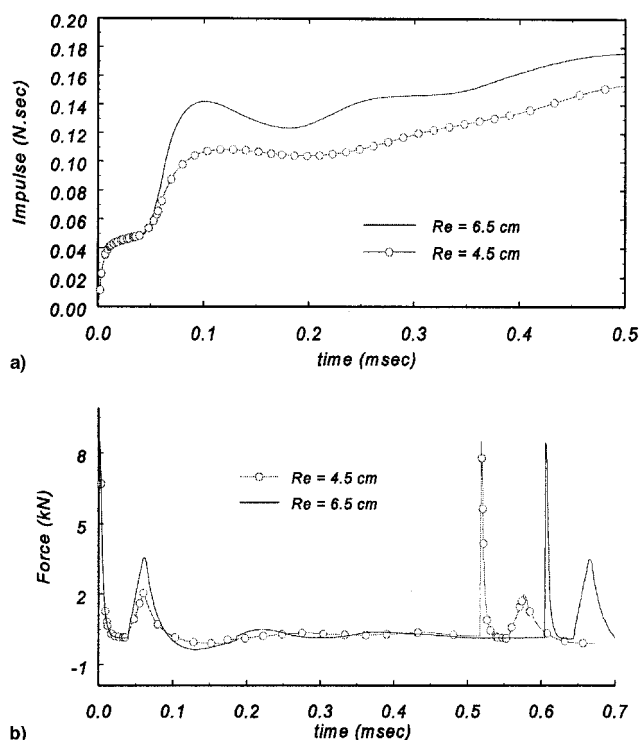 0.20
0.18
0.16
0.14
0.12
0.10
0.08
0.06
0.04
0.02
0.00
Impulse (N.sec)
Re = 6.5 cm
Re = 4.5 cm
0.0 0.1 0.2 0.3 0.4 0.5
time (msec)
a)
8
5
2
-1
Force (kN)
Re = 4.5 cm
Re = 6.5 cm
0.0 0.1 0.2 0.3 0.4 0.5 0.6 0.7
time (msec)
b)